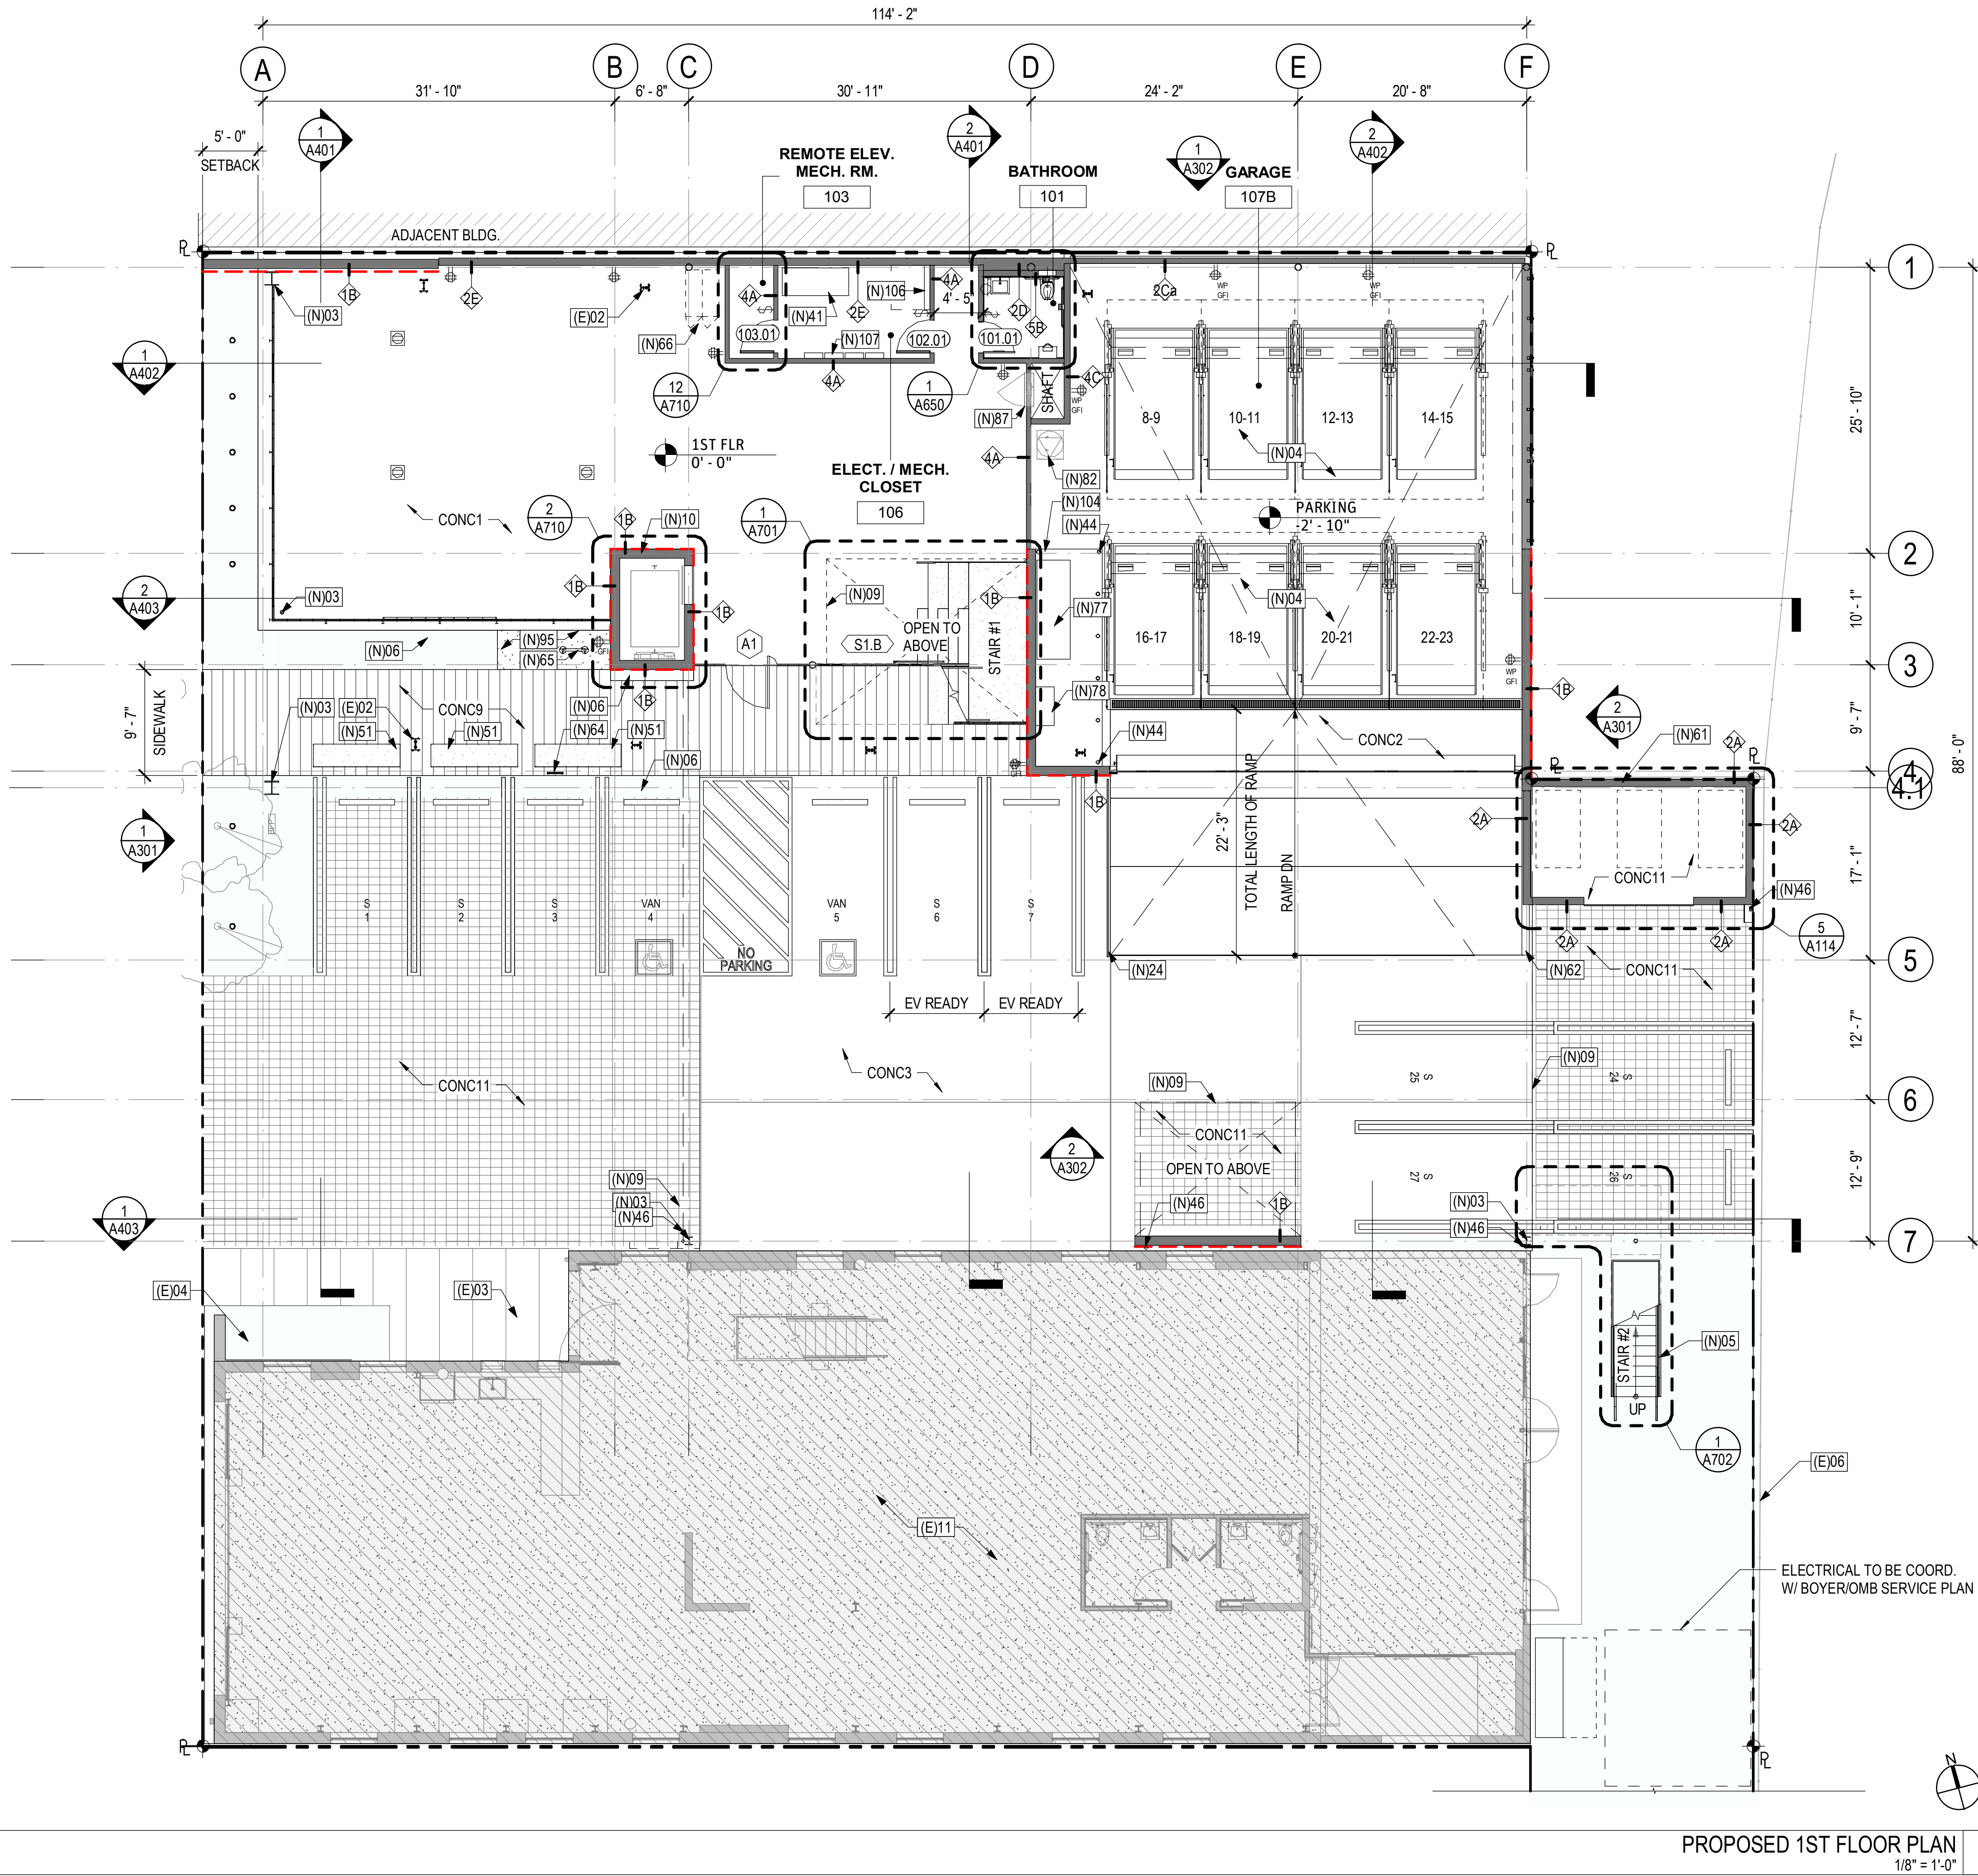 114' - 2"
A
B
C
D
E
F
31' - 10"
6' - 8"
30' - 11"
24' - 2"
20' - 8"
5' - 0"
SETBACK
1
A401
2
A401
1
A302
2
A402
REMOTE ELEV.
MECH. RM.
103
BATHROOM
101
GARAGE
107B
ADJACENT BLDG.
1
1B
(N)03
2E
(E)02
(N)66
4A
103.01
(N)41
2E
(N)106
4A
4' - 5"
(N)107
102.01
4A
101.01
2D
5B
2Ca
WP
GFI
WP
GFI
1
A402
12
A710
1
A650
(N)87
SHAFT
4C
WP
GFI
8-9
10-11
12-13
14-15
(N)04
25' - 10"
1ST FLR
0' - 0"
4A
ELECT. / MECH.
CLOSET
106
(N)82
(N)104
(N)44
PARKING
-2' - 10"
CONC1
2
A710
1B
(N)10
1
A701
2
2
A403
(N)03
1B
1B
(N)09
1B
(N)77
(N)04
10' - 1"
(N)95
(N)65
GFI
(N)06
A1
S1.B
OPEN TO
ABOVE
STAIR #1
16-17
18-19
20-21
22-23
3
WP
GFI
1B
9' - 7"
SIDEWALK
CONC9
(N)03
(E)02
(N)51
(N)51
(N)06
1B
(N)64
(N)51
(N)06
(N)78
(N)44
GFI
1B
CONC2
2
A301
(N)61
2A
9' - 7"
88' - 0"
4
4.1
1
A301
22' - 3"
TOTAL LENGTH OF RAMP
RAMP DN
2A
2A
CONC11
17' - 1"
(N)46
2A
2A
5
A114
S
1
S
2
S
3
VAN
4
NO
PARKING
VAN
5
S
6
S
7
(N)24
(N)62
CONC11
5
EV READY
EV READY
12' - 7"
CONC11
CONC3
(N)09
S
25
S
24
(N)09
6
2
A302
CONC11
OPEN TO ABOVE
(N)46
1B
S
27
S
26
12' - 9"
(N)09
(N)03
(N)46
(N)03
(N)46
1
A403
7
(E)04
(E)03
STAIR #2
UP
(N)05
1
A702
(E)06
(E)11
ELECTRICAL TO BE COORD.
W/ BOYER/OMB SERVICE PLAN
N
PROPOSED 1ST FLOOR PLAN
1/8" = 1'-0"